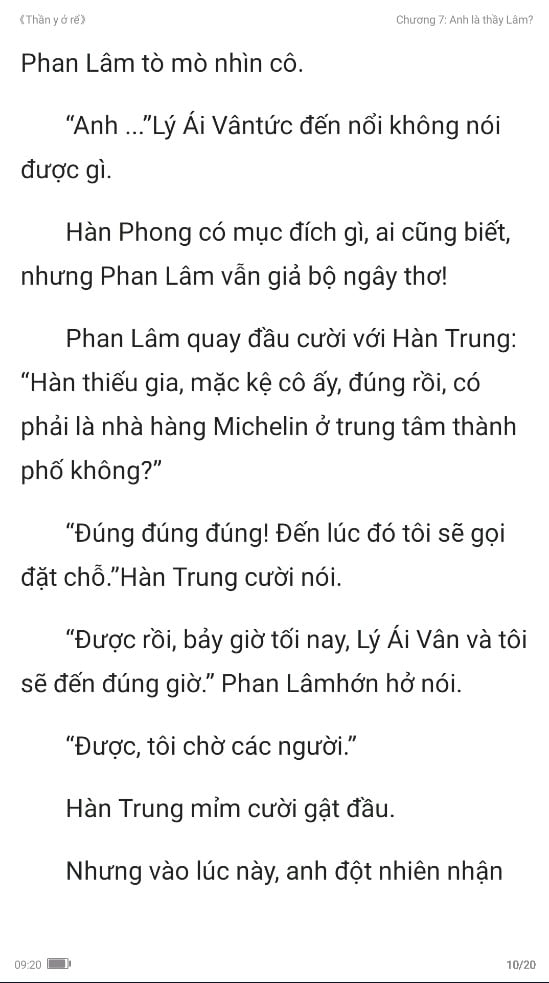 《Thần y ở rể》 Chương 7: Anh là thầy Lâm?
Phan Lâm tò mò nhìn cô.
“Anh ...”Lý Ái Vântức đến nổi không nói
được gì.
Hàn Phong có mục đích gì, ai cũng biết,
nhưng Phan Lâm vẫn giả bộ ngây thơ!
Phan Lâm quay đầu cười với Hàn Trung:
“Hàn thiếu gia, mặc kệ cô ấy, đúng rồi, có
phải là nhà hàng Michelin ở trung tâm thành
phố không?”
“Đúng đúng đúng! Đến lúc đó tôi sẽ gọi
đặt chỗ.”Hàn Trung cười nói.
“Được rồi, bảy giờ tối nay, Lý Ái Vân và tôi
sẽ đến đúng giờ.” Phan Lâmhớn hở nói.
“Được, tôi chờ các người.”
Hàn Trung mỉm cười gật đầu.
Nhưng vào lúc này, anh đột nhiên nhận
09:20 10/20